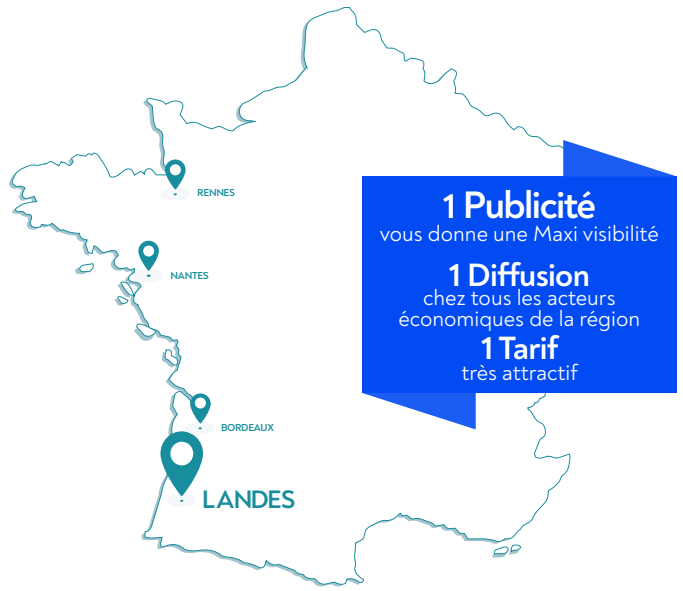 RENNES
1 Publicité
vous donne une Maxi visibilité
NANTES
1 Diffusion
chez tous les acteurs
économiques de la région
1 Tarif
très attractif
BORDEAUX
LANDES